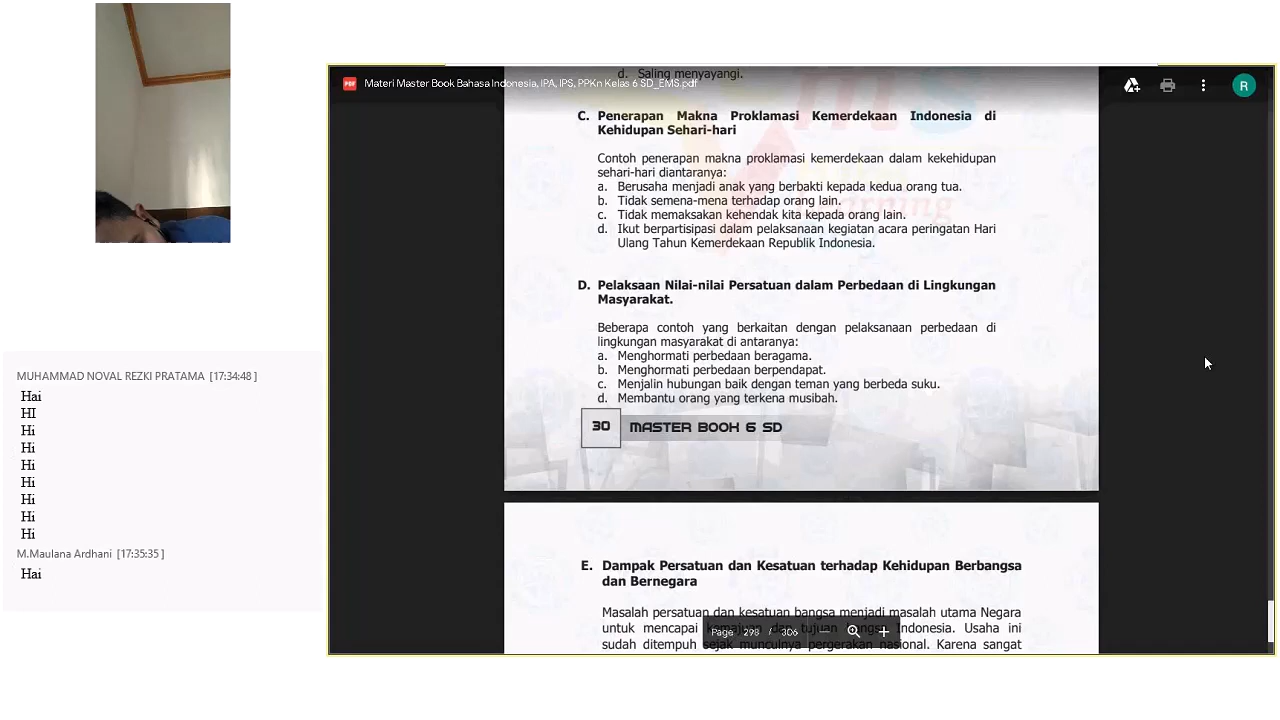 MUHAMMAD NOVAL REZKI PRATAMA [17:34:48 ]
Hai
HI
Hi
Hi
Hi
Hi
Hi
Hi
Hi
M.Maulana Ardhani [17:35:35 ]
Hai
d. Saling menyayangi.
PDF Materi Master Book Bahasa Indonesia, IPA, IPS, PPKn Kelas 6 SD_EMS.pdf
R
C. Penerapan Makna Proklamasi Kemerdekaan Indonesia di
Kehidupan Sehari-hari
Contoh penerapan makna proklamasi kemerdekaan dalam kekehidupan
sehari-hari diantaranya:
a. Berusaha menjadi anak yang berbakti kepada kedua orang tua.
b. Tidak semena-mena terhadap orang lain.
c. Tidak memaksakan kehendak kita kepada orang lain.
d. Ikut berpartisipasi dalam pelaksanaan kegiatan acara peringatan Hari
Ulang Tahun Kemerdekaan Republik Indonesia.
D. Pelaksaan Nilai-nilai Persatuan dalam Perbedaan di Lingkungan
Masyarakat.
Beberapa contoh yang berkaitan dengan pelaksanaan perbedaan di
lingkungan masyarakat di antaranya:
a. Menghormati perbedaan beragama.
b. Menghormati perbedaan berpendapat.
c. Menjalin hubungan baik dengan teman yang berbeda suku.
d. Membantu orang yang terkena musibah.
30 MASTER BOOK 6 SD
E. Dampak Persatuan dan Kesatuan terhadap Kehidupan Berbangsa
dan Bernegara
Masalah persatuan dan kesatuan bangsa menjadi masalah utama Negara
untuk mencapai kemajuan dan tujuan bangsa Indonesia. Usaha ini
Page 298 / 306
sudah ditempuh sejak munculnya pergerakan nasional. Karena sangat